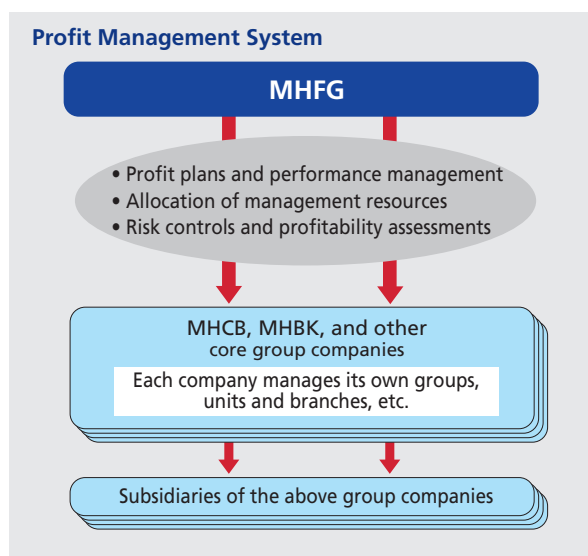 Profit Management System
MHFG
• Profit plans and performance management
• Allocation of management resources
• Risk controls and profitability assessments
MHCB, MHBK, and other
core group companies
Each company manages its own groups,
units and branches, etc.
Subsidiaries of the above group companies